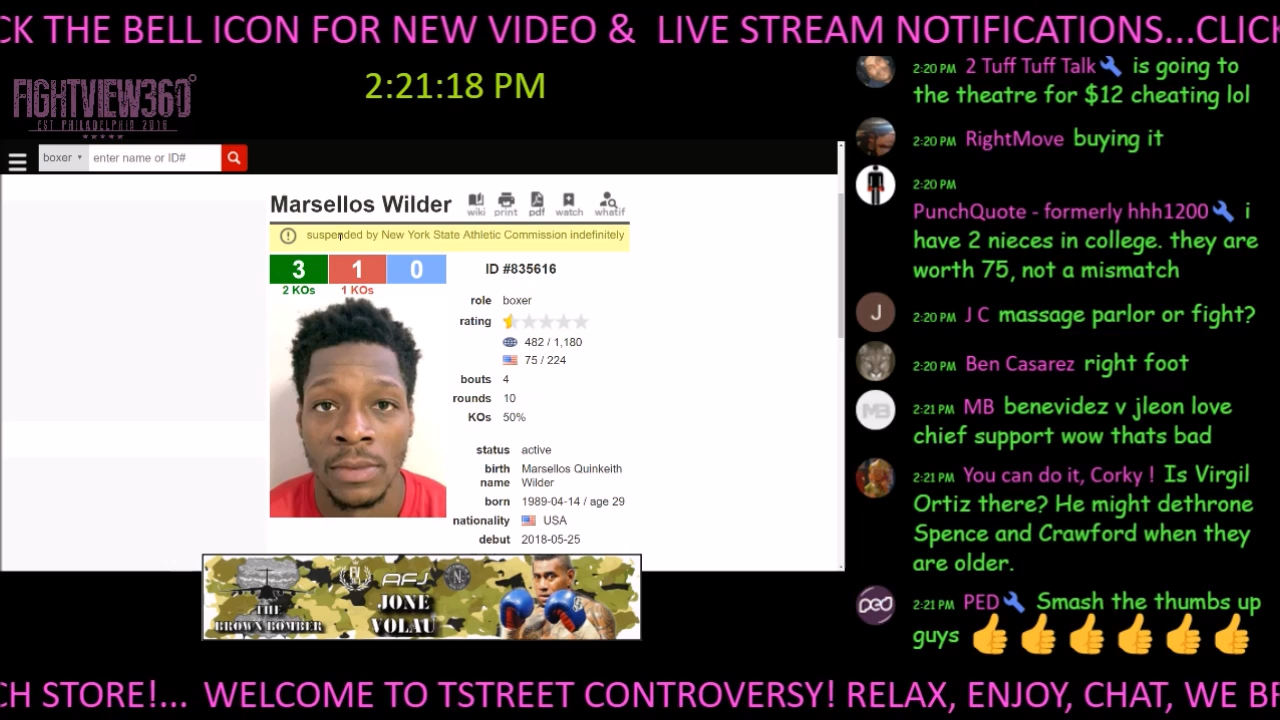 CK THE BELL ICON FOR NEW VIDEO & LIVE STREAM NOTIFICATIONS...CLICK
FIGHTVIEW360°
EST PHILADELPHIA 2016
2:21:18 PM
boxer
enter name or ID#
Marsellos Wilder
wiki print pdf watch whatif
suspended by New York State Athletic Commission indefinitely
3 1 0
2 KOs 1 KOs
ID #835616
role boxer
rating
482 / 1,180
75 / 224
bouts 4
rounds 10
KOs 50%
status active
birth name Marsellos Quinkeith
Wilder
born 1989-04-14 / age 29
nationality USA
debut 2018-05-25
THE
BROWN BOMBER
AFJ
N
JONE
VOLAU
2:20 PM 2 Tuff Tuff Talk is going to
the theatre for $12 cheating lol
2:20 PM RightMove buying it
2:20 PM
PunchQuote - formerly hhh1200 i
have 2 nieces in college. they are
worth 75, not a mismatch
J
2:20 PM J C massage parlor or fight?
2:20 PM Ben Casarez right foot
MB
2:21 PM MB benevidez v jleon love
chief support wow thats bad
2:21 PM You can do it, Corky ! Is Virgil
Ortiz there? He might dethrone
Spence and Crawford when they
are older.
PED
2:21 PM PED Smash the thumbs up
guys 👍 👍 👍 👍 👍 👍
CH STORE!... WELCOME TO TSTREET CONTROVERSY! RELAX, ENJOY, CHAT, WE BE